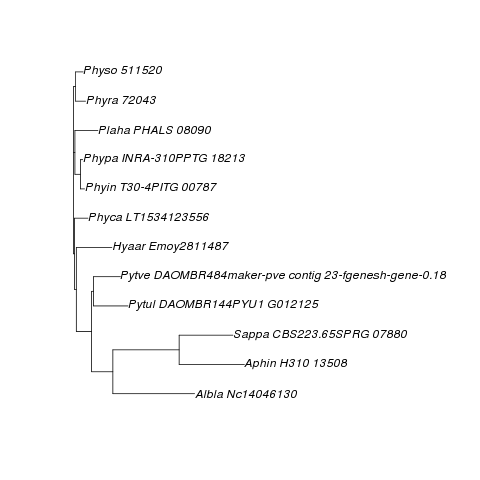 Physo 511520
Phyra 72043
Plaha PHALS 08090
Phypa INRA-310PPTG 18213
Phyin T30-4PITG 00787
Phyca LT1534123556
Hyaar Emoy2811487
Pytve DAOMBR484maker-pve contig 23-fgenesh-gene-0.18
Pytul DAOMBR144PYU1 G012125
Sappa CBS223.65SPRG 07880
Aphin H310 13508
Albla Nc14046130